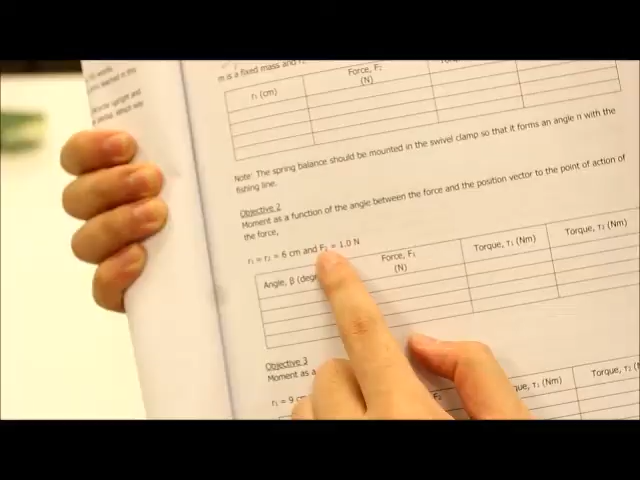 m is a fixed mass and
r₁ (cm)
Force, F₂
(N)
Note: The spring balance should be mounted in the swivel clamp so that it forms an angle n with the
fishing line.
Objective 2
Moment as a function of the angle between the force and the position vector to the point of action of
the force,
r₁ = r₂ = 6 cm and F₂ = 1.0 N
Angle, β (degr
Force, F₁
(N)
Torque, τ₁ (Nm)
Torque, τ₂ (Nm)
Objective 3
Moment as a
r₁ = 9 cm
F₂
que, τ₁ (Nm)
Torque, τ₂